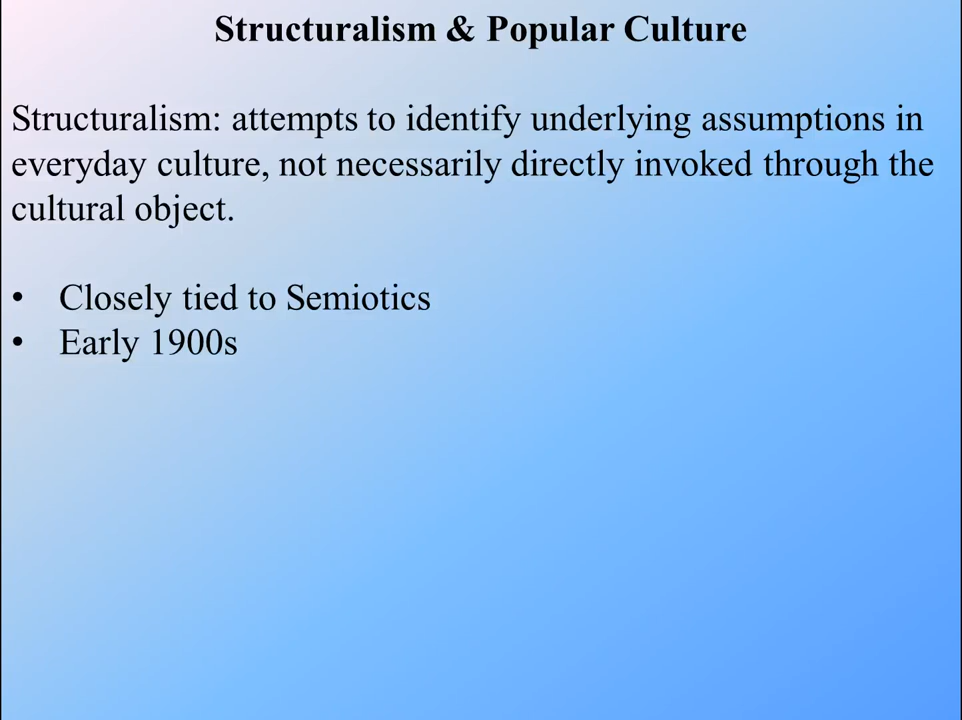 Structuralism & Popular Culture
Structuralism: attempts to identify underlying assumptions in
everyday culture, not necessarily directly invoked through the
cultural object.
• Closely tied to Semiotics
• Early 1900s